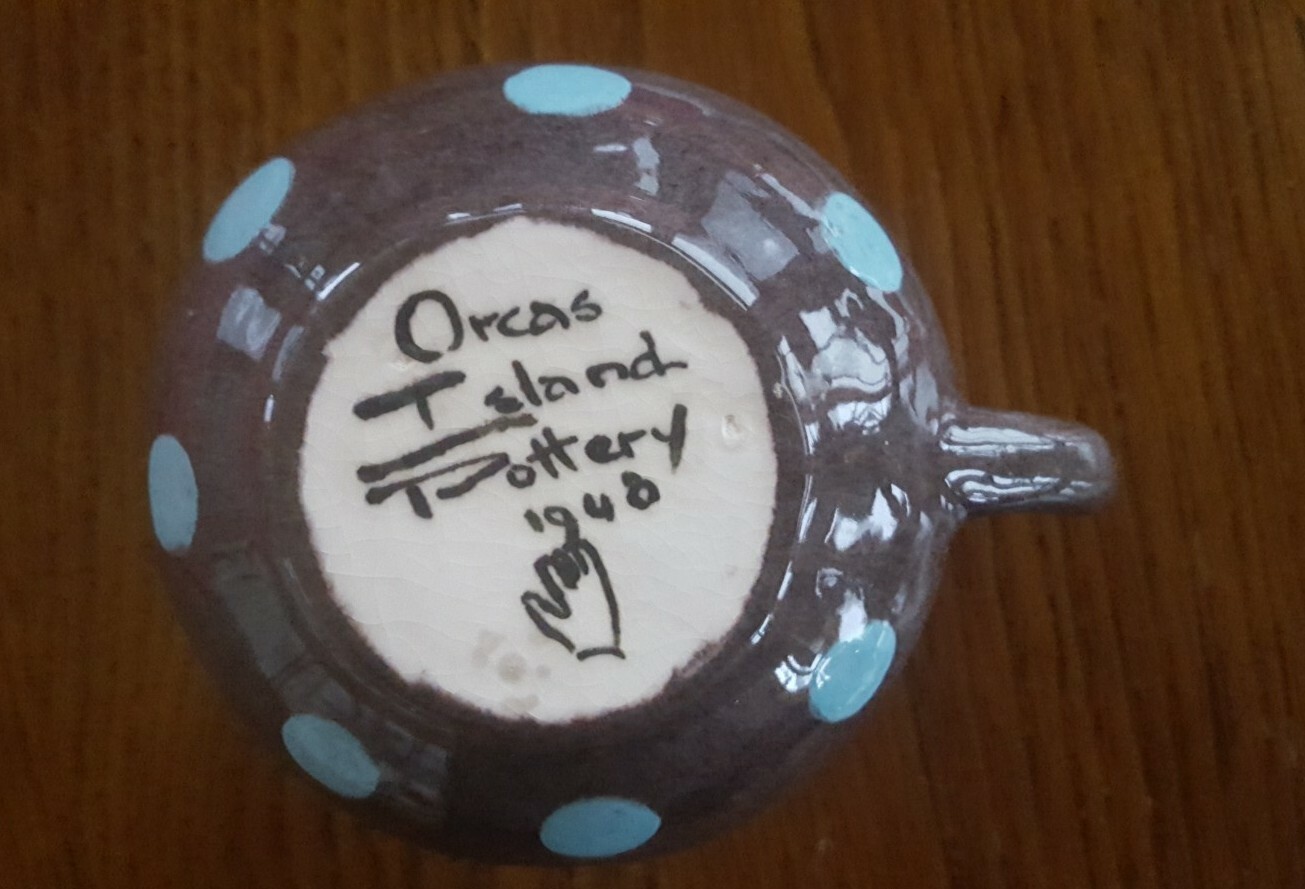 Orcas
Island
Pottery
1948